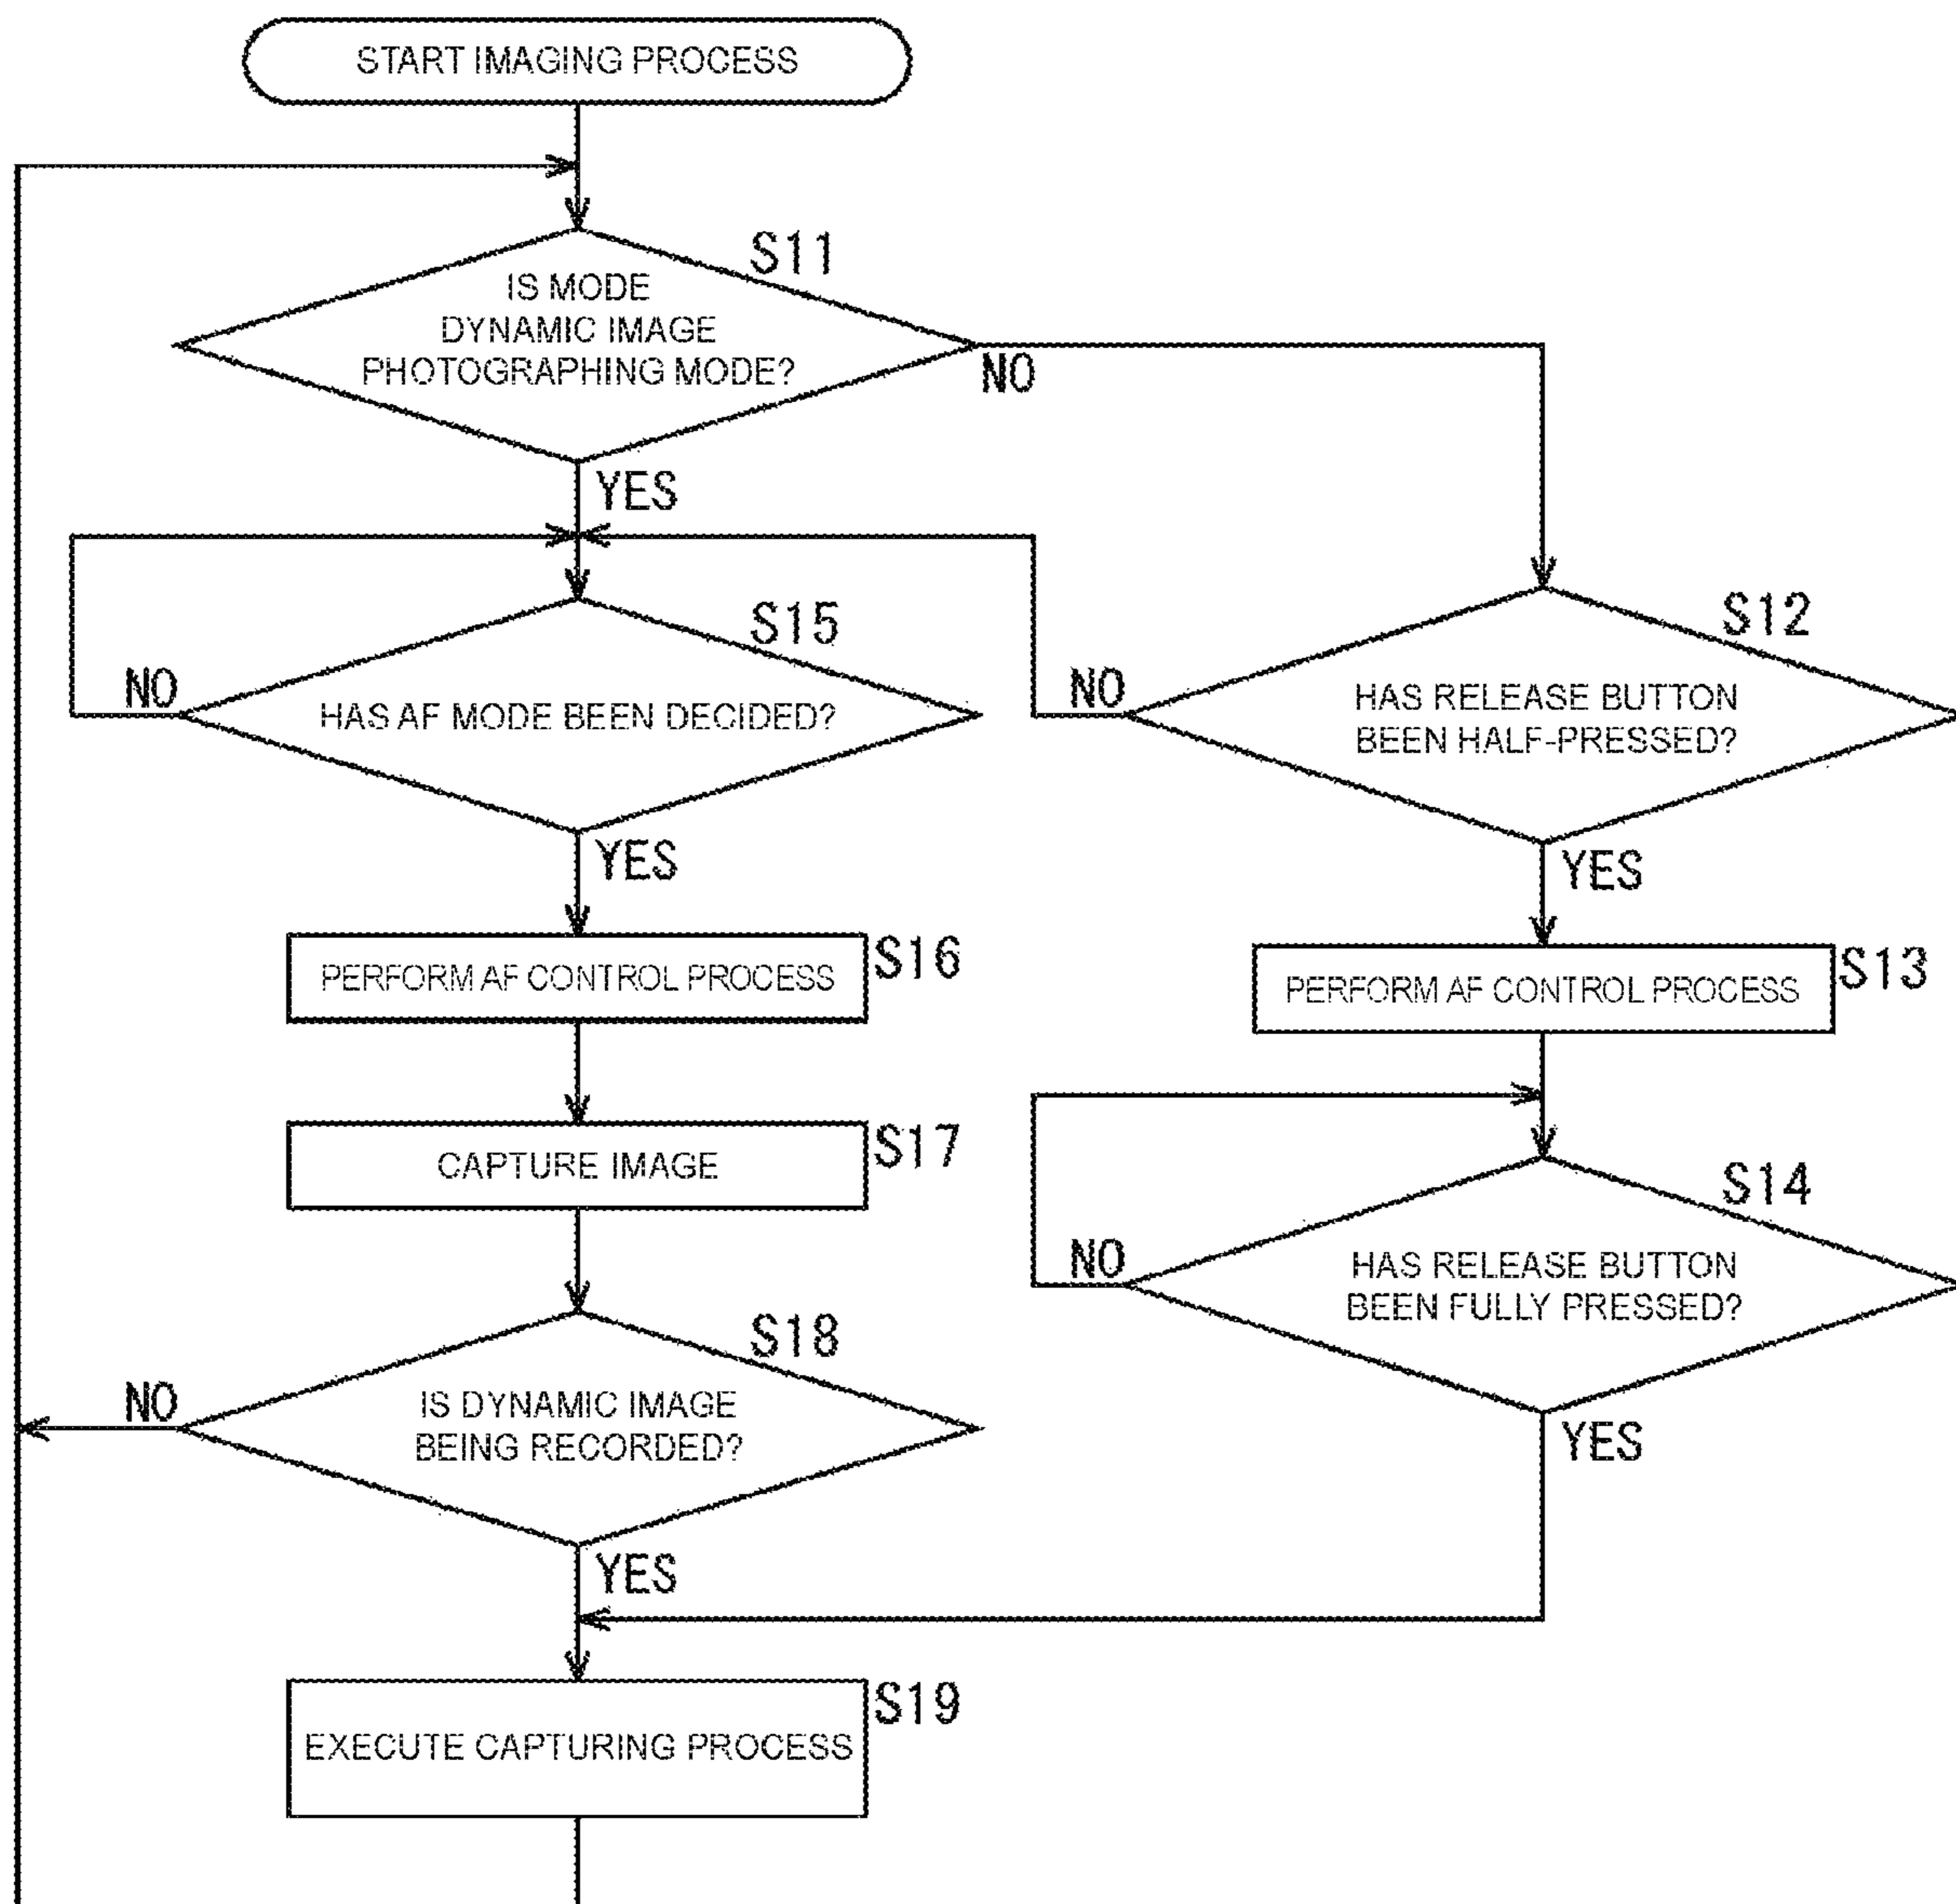 START IMAGING PROCESS
S11
IS MODE
DYNAMIC IMAGE
PHOTOGRAPHING MODE?
NO
YES
S15
NO
HAS AF MODE BEEN DECIDED?
YES
S12
NO
HAS RELEASE BUTTON
BEEN HALF-PRESSED?
YES
S16
PERFORM AF CONTROL PROCESS
S13
PERFORM AF CONTROL PROCESS
S17
CAPTURE IMAGE
S14
NO
HAS RELEASE BUTTON
BEEN FULLY PRESSED?
YES
S18
NO
IS DYNAMIC IMAGE
BEING RECORDED?
YES
S19
EXECUTE CAPTURING PROCESS